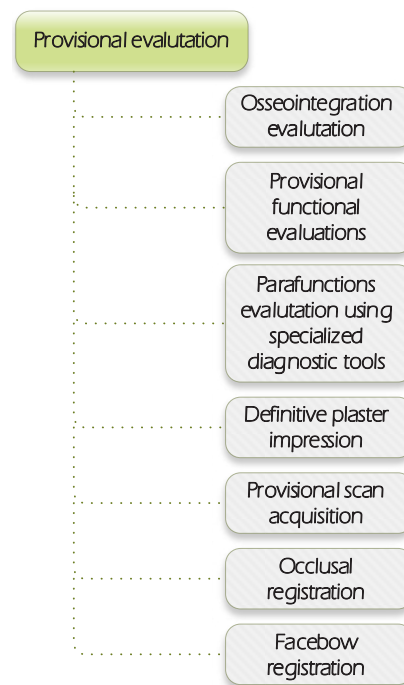 Provisional evalutation
Osseointegration
evalutation
Provisional
functional
evaluations
Parafunctions
evalutation using
specialized
diagnostic tools
Definitive plaster
impression
Provisional scan
acquisition
Occlusal
registration
Facebow
registration